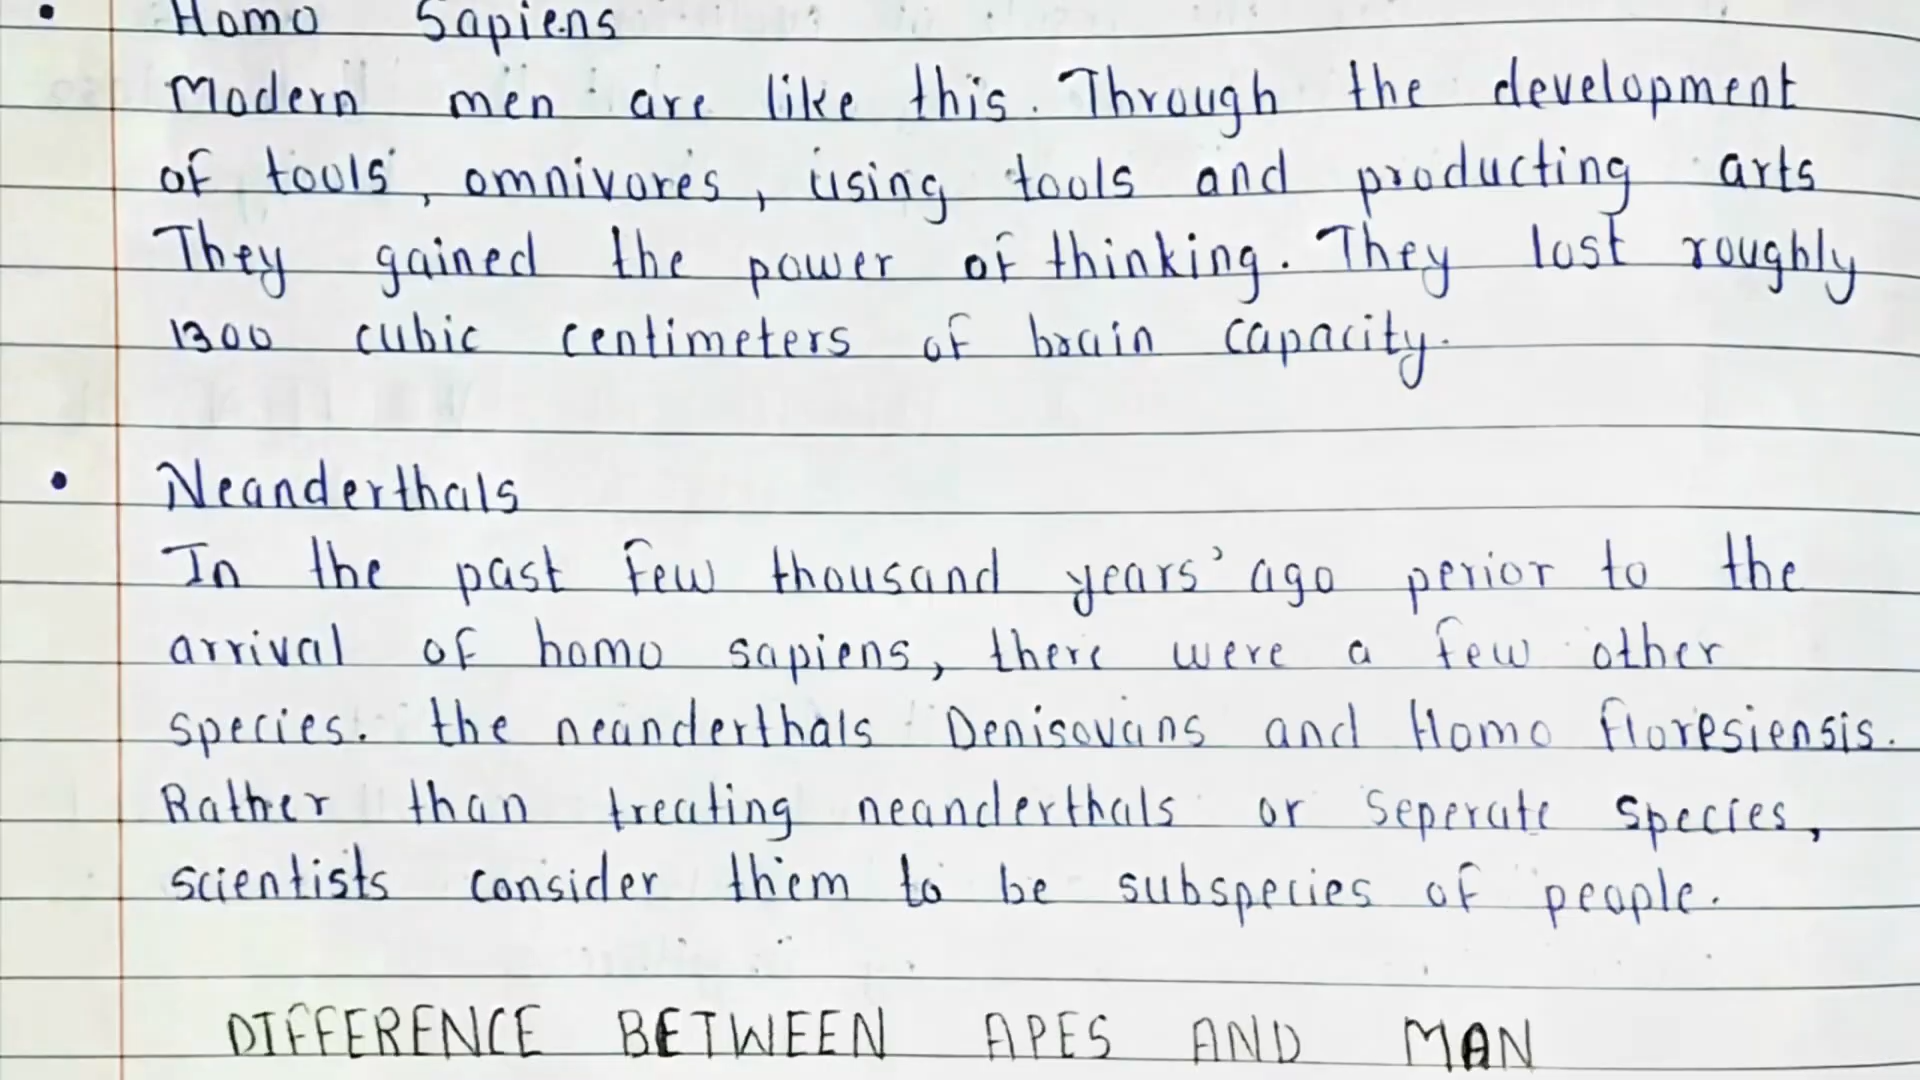 • Homo Sapiens
Modern men are like this. Through the development
of tools, omnivores, using tools and producting arts
They gained the power of thinking. They lost roughly
1300 cubic centimeters of brain capacity.
• Neanderthals
In the past few thousand years' ago perior to the
arrival of homo sapiens, there were a few other
species. the neanderthals Denisovans and Homo floresiensis.
Rather than treating neanderthals or seperate species,
scientists consider them to be subspecies of people.
DIFFERENCE BETWEEN APES AND MAN